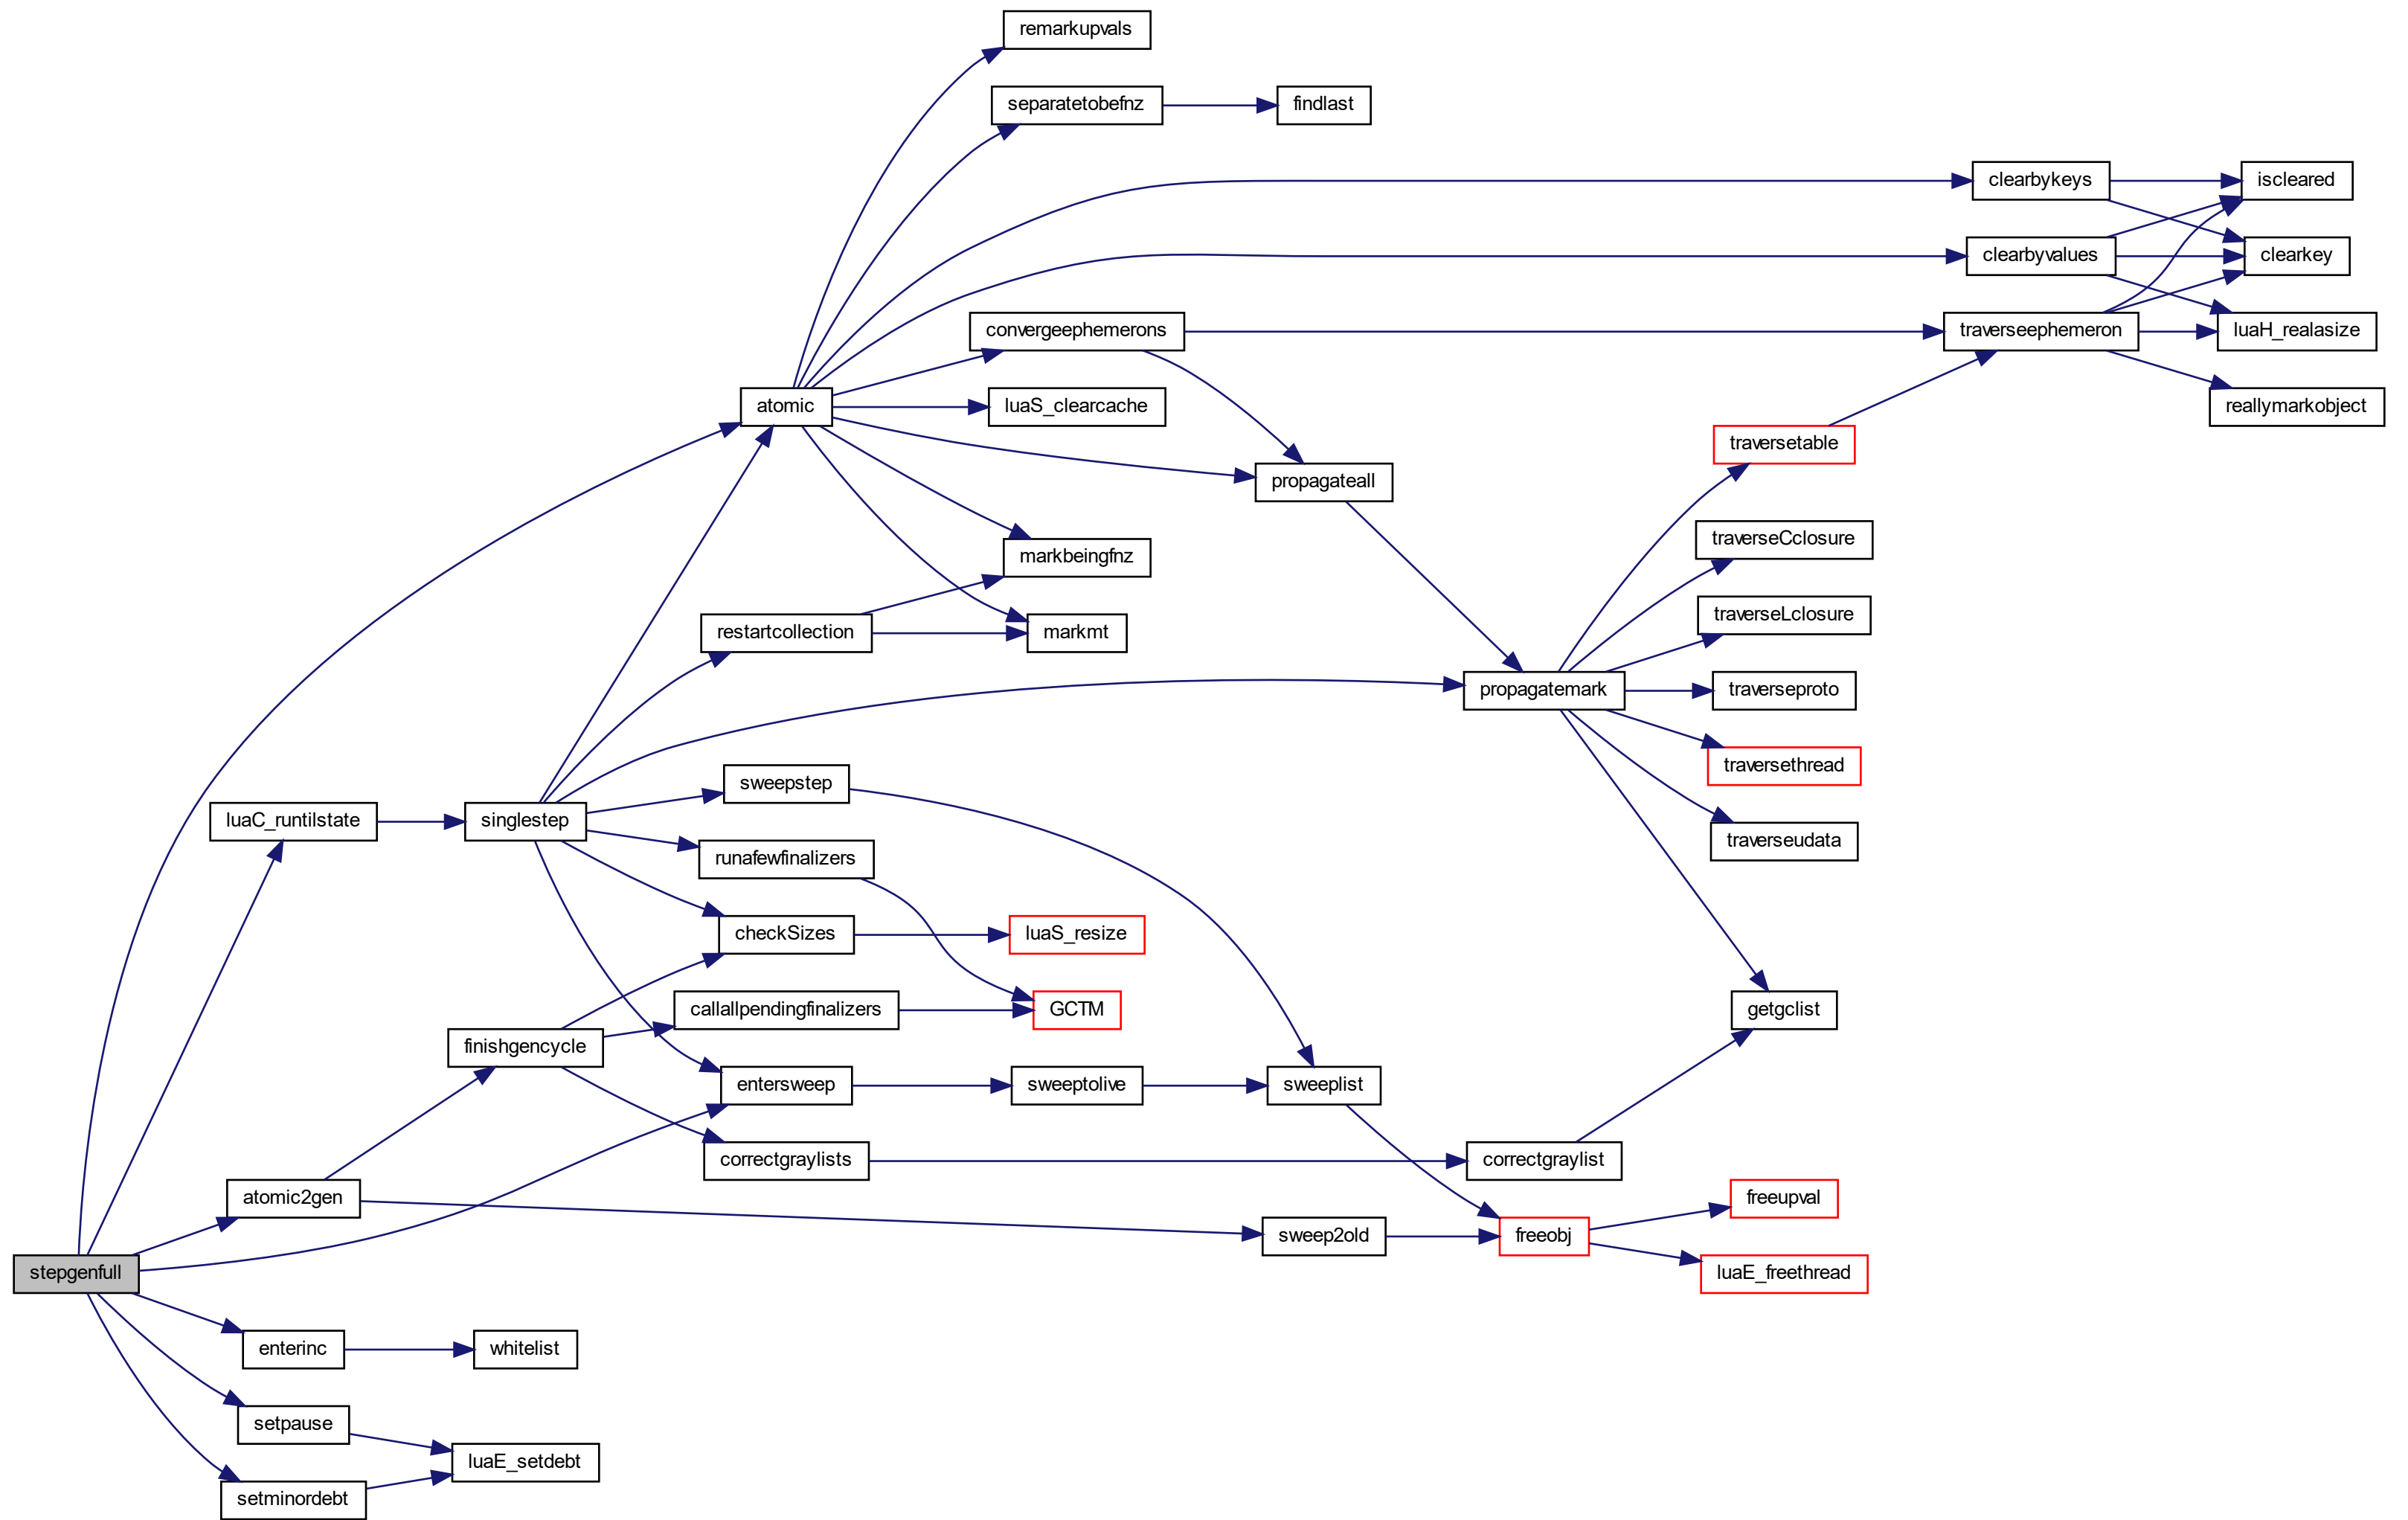 remarkupvals
separatetobefnz
findlast
clearbykeys
iscleared
clearbyvalues
clearkey
convergeephemerons
traverseephemeron
luaH_realasize
atomic
luaS_clearcache
reallymarkobject
traversetable
propagateall
traverseCclosure
markbeingfnz
traverseLclosure
restartcollection
markmt
propagatemark
traverseproto
traversethread
sweepstep
luaC_runtilstate
singlestep
traverseudata
runafewfinalizers
checkSizes
luaS_resize
callallpendingfinalizers
GCTM
getgclist
finishgencycle
entersweep
sweeptolive
sweeplist
correctgraylists
correctgraylist
atomic2gen
freeupval
sweep2old
freeobj
stepgenfull
luaE_freethread
enterinc
whitelist
setpause
luaE_setdebt
setminordebt